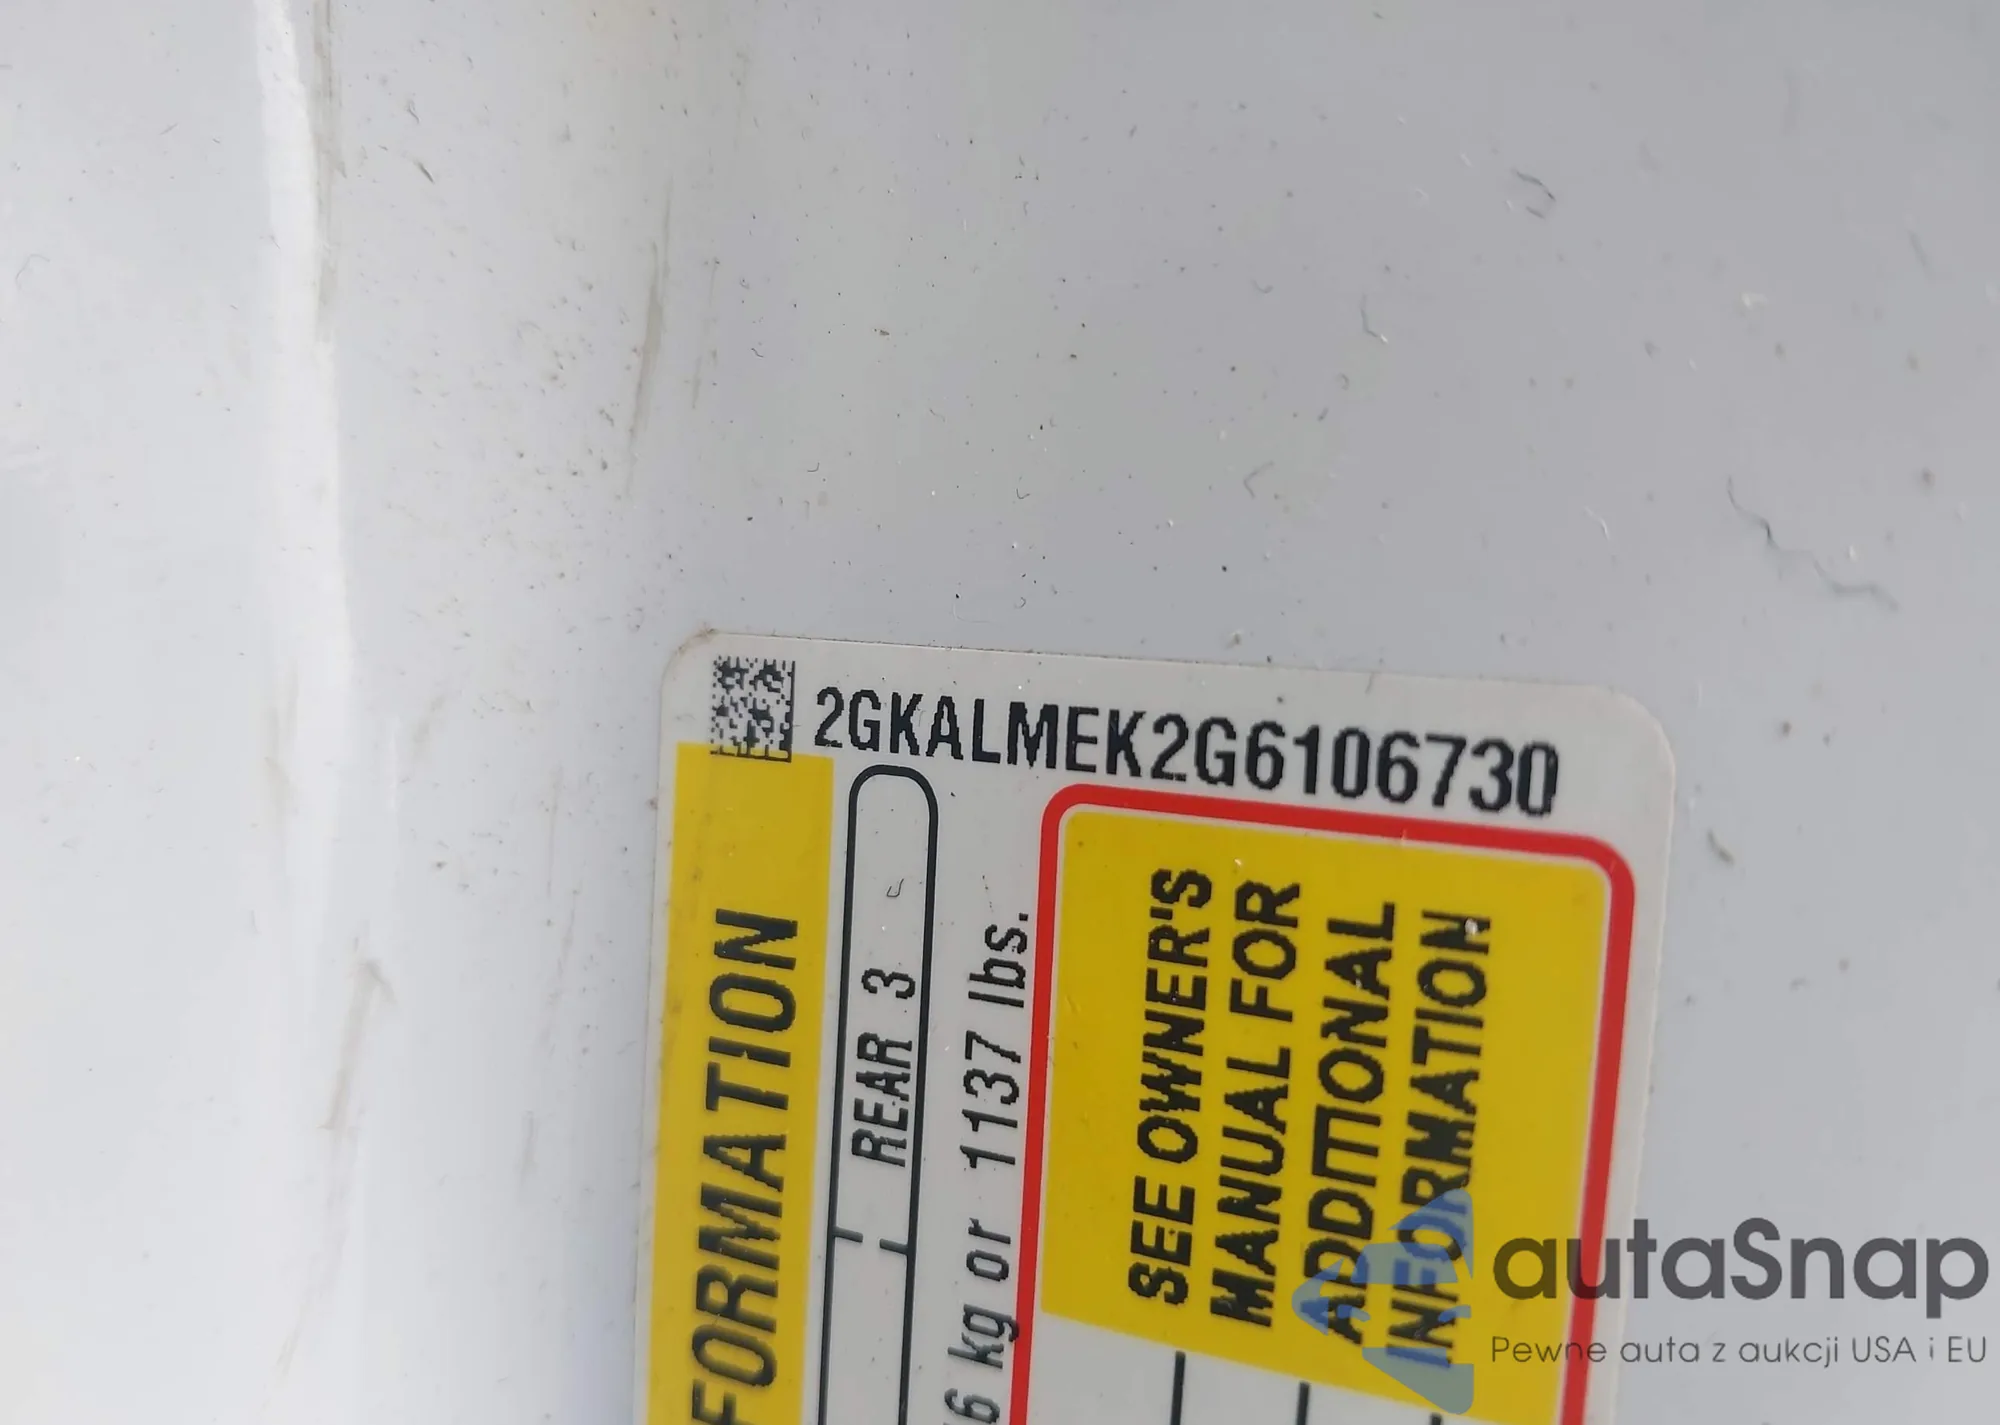 2GKALMEK2G6106730
FORMATION
REAR 3
6 kg or 1137 lbs.
SEE OWNER'S
MANUAL FOR
ADDITIONAL
INFORMATION
autaSnap
Pewne auta z aukcji USA i EU